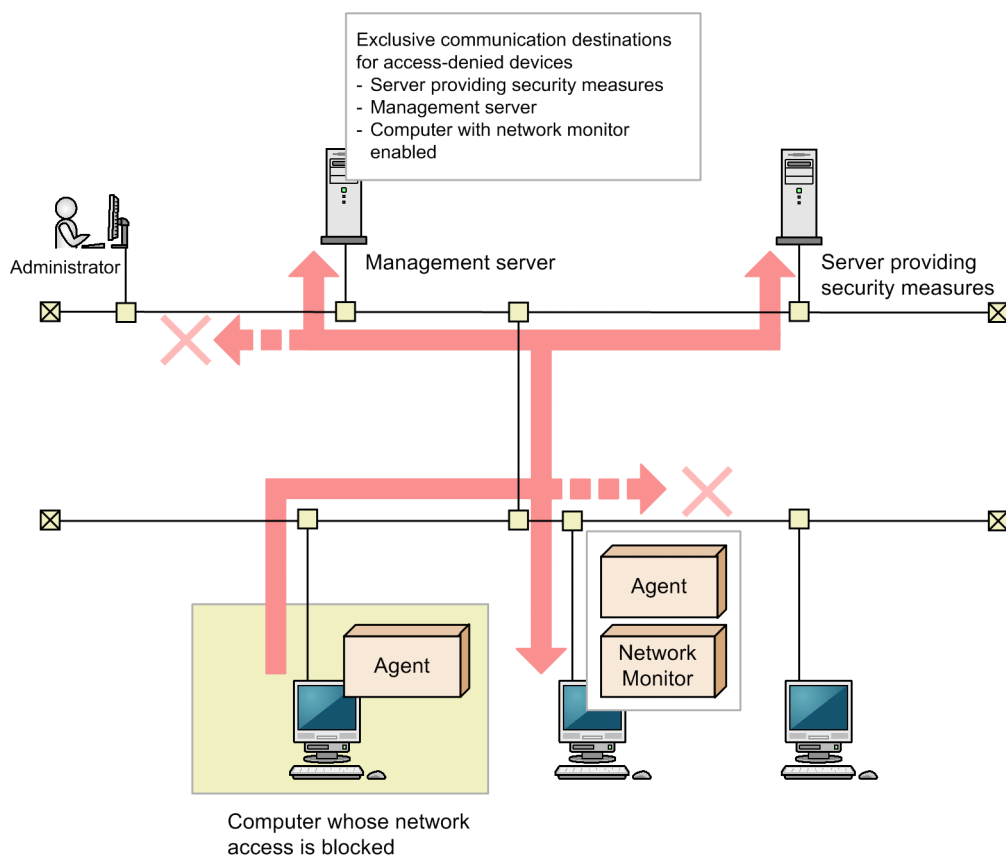 Exclusive communication destinations
for access-denied devices
- Server providing security measures
- Management server
- Computer with network monitor
enabled
Administrator
Management server
Server providing
security measures
Agent
Network
Monitor
Agent
Computer whose network
access is blocked